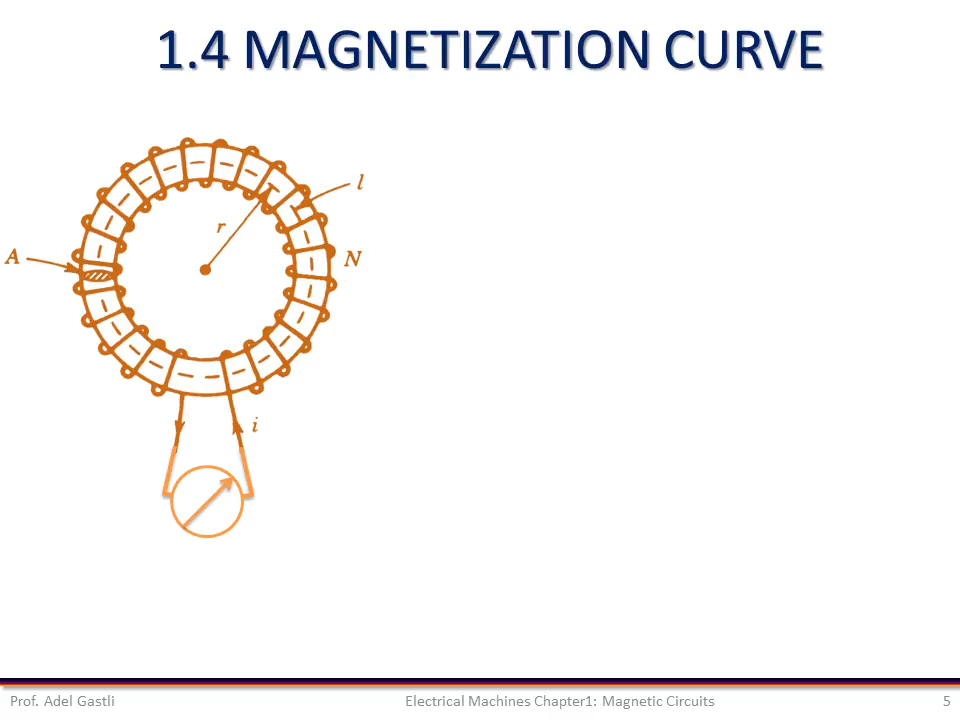 1.4 MAGNETIZATION CURVE
l
r
A
N
i
Prof. Adel Gastli
Electrical Machines Chapter1: Magnetic Circuits
5